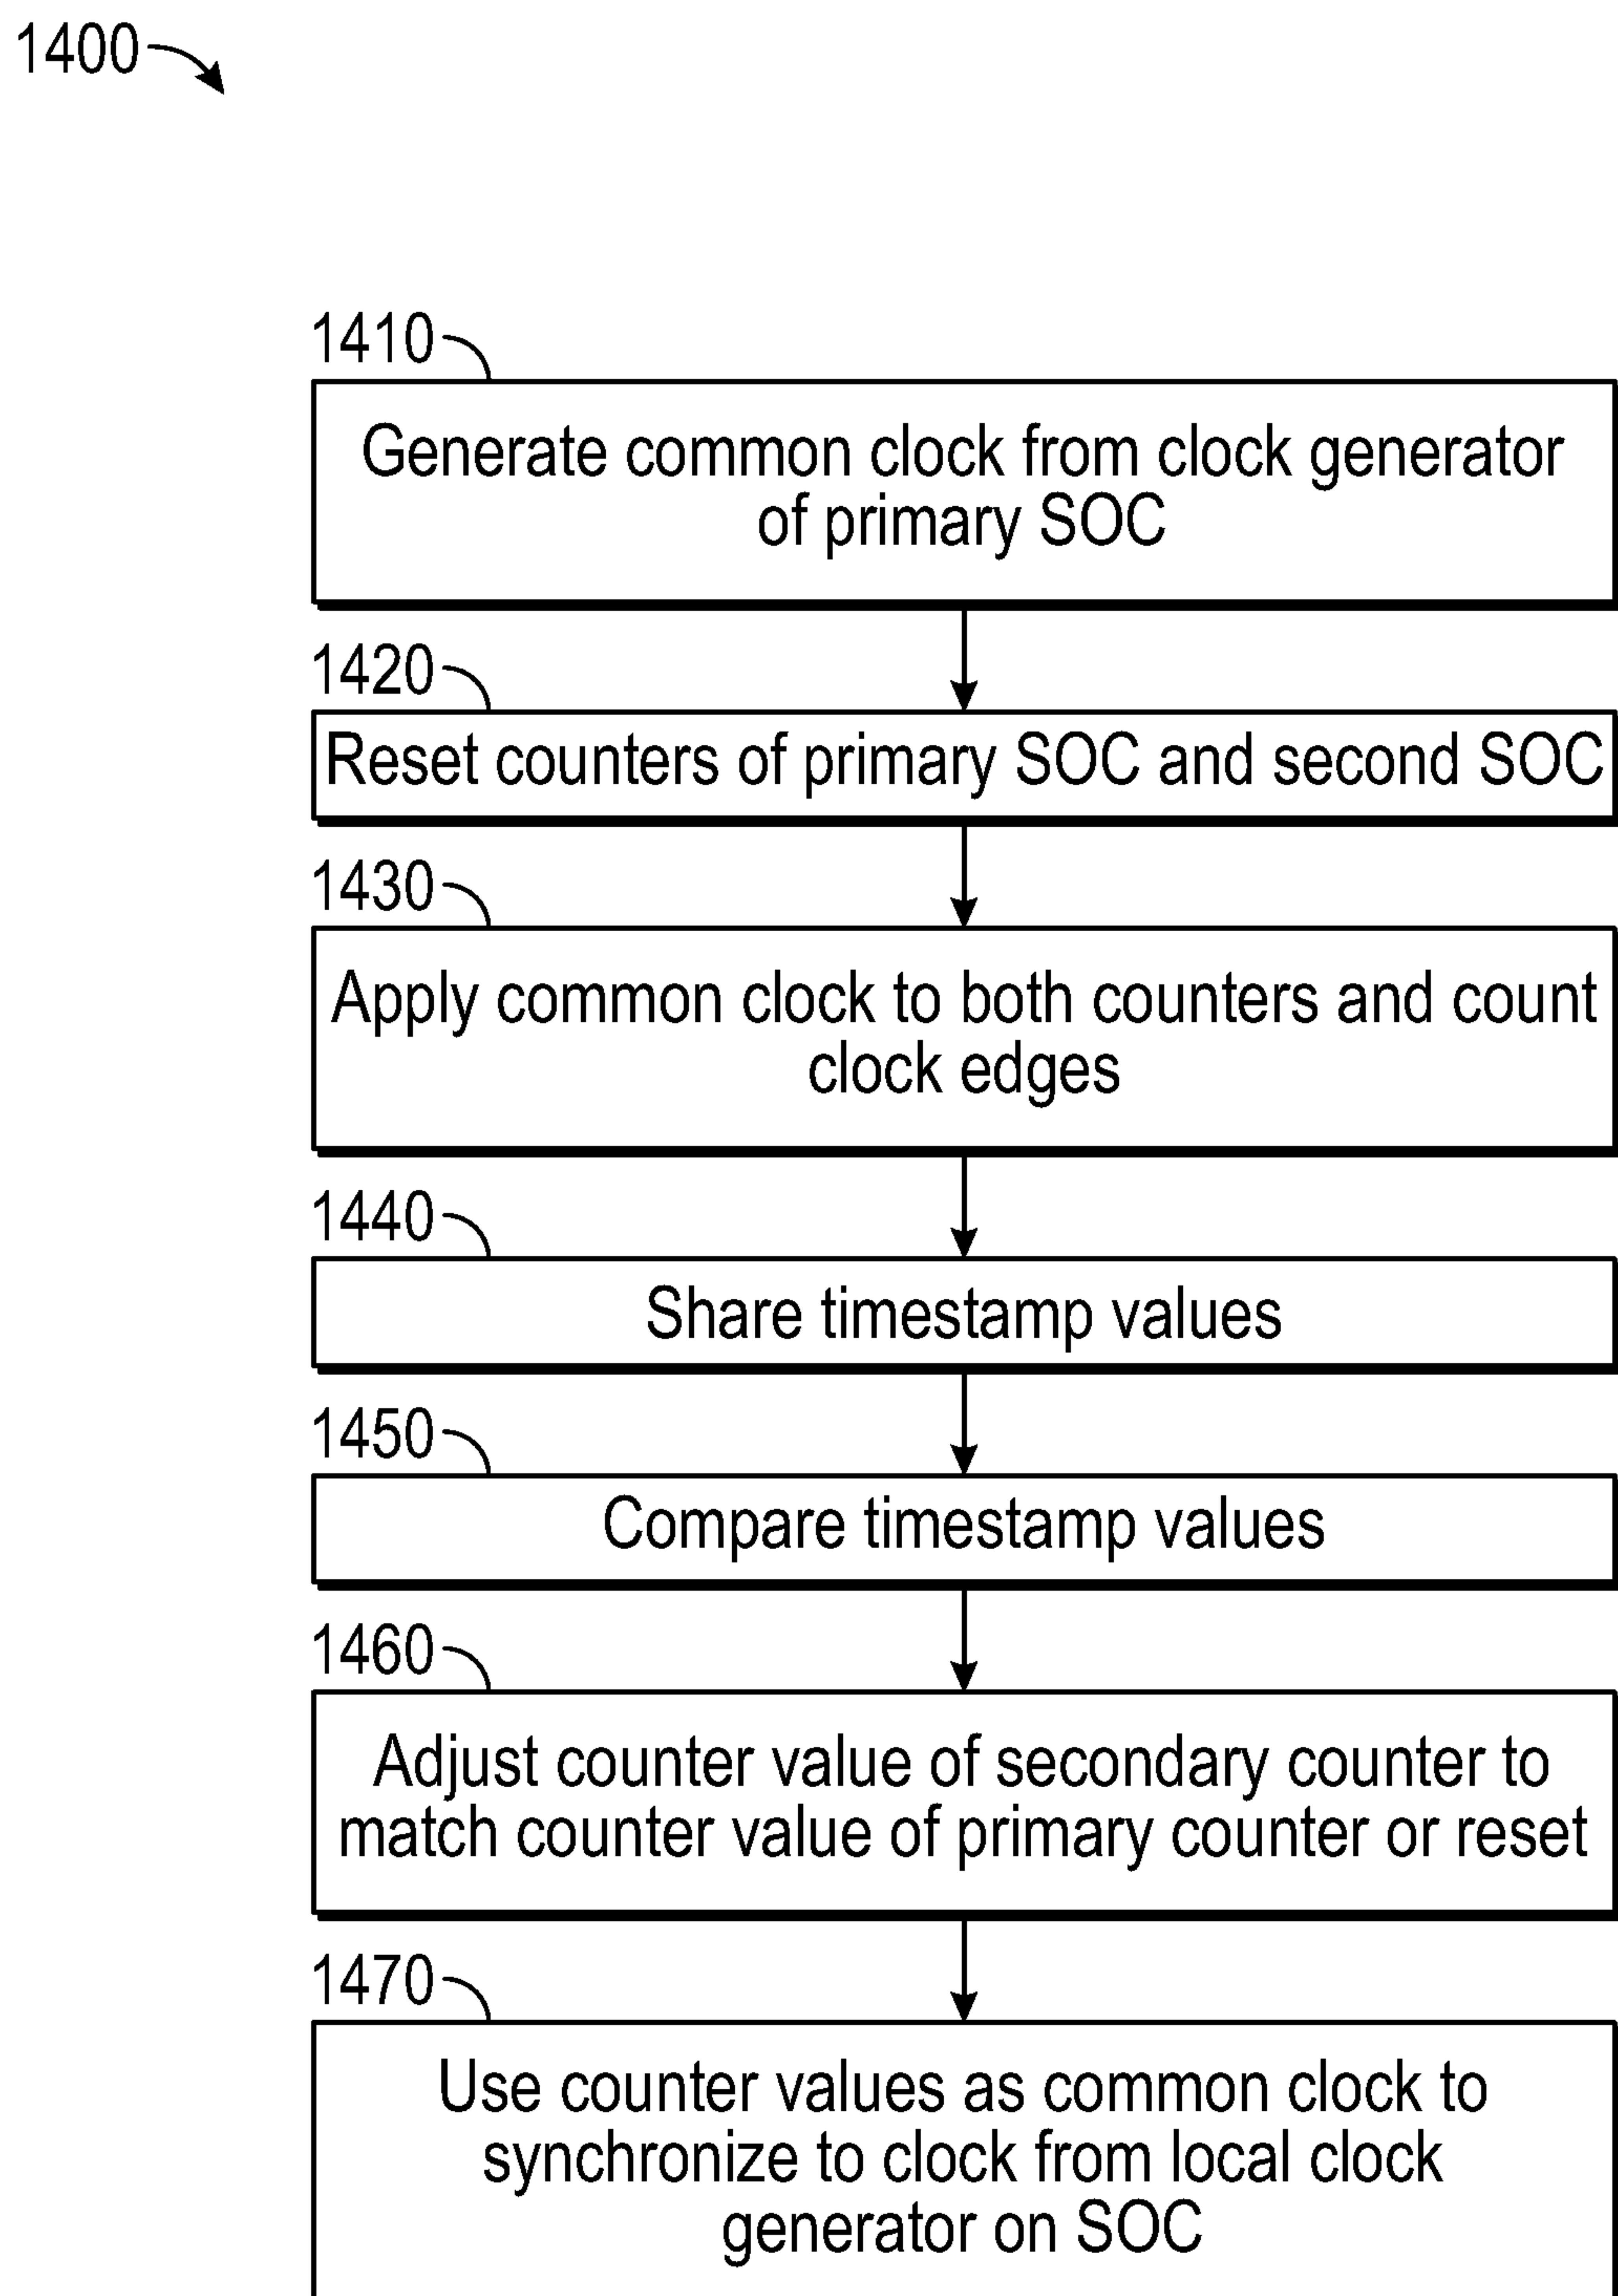 1400
1410
Generate common clock from clock generator
of primary SOC
1420
Reset counters of primary SOC and second SOC
1430
Apply common clock to both counters and count
clock edges
1440
Share timestamp values
1450
Compare timestamp values
1460
Adjust counter value of secondary counter to
match counter value of primary counter or reset
1470
Use counter values as common clock to
synchronize to clock from local clock
generator on SOC